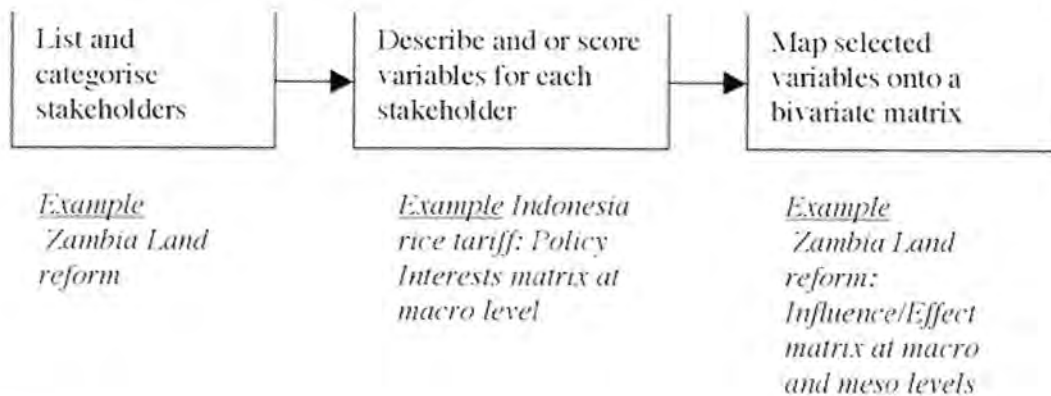 List and
categorise
stakeholders
Describe and or score
variables for each
stakeholder
Map selected
variables onto a
bivariate matrix
Example
Zambia Land
reform
Example Indonesia
rice tariff: Policy
Interests matrix at
macro level
Example
Zambia Land
reform:
Influence/Effect
matrix at macro
and meso levels